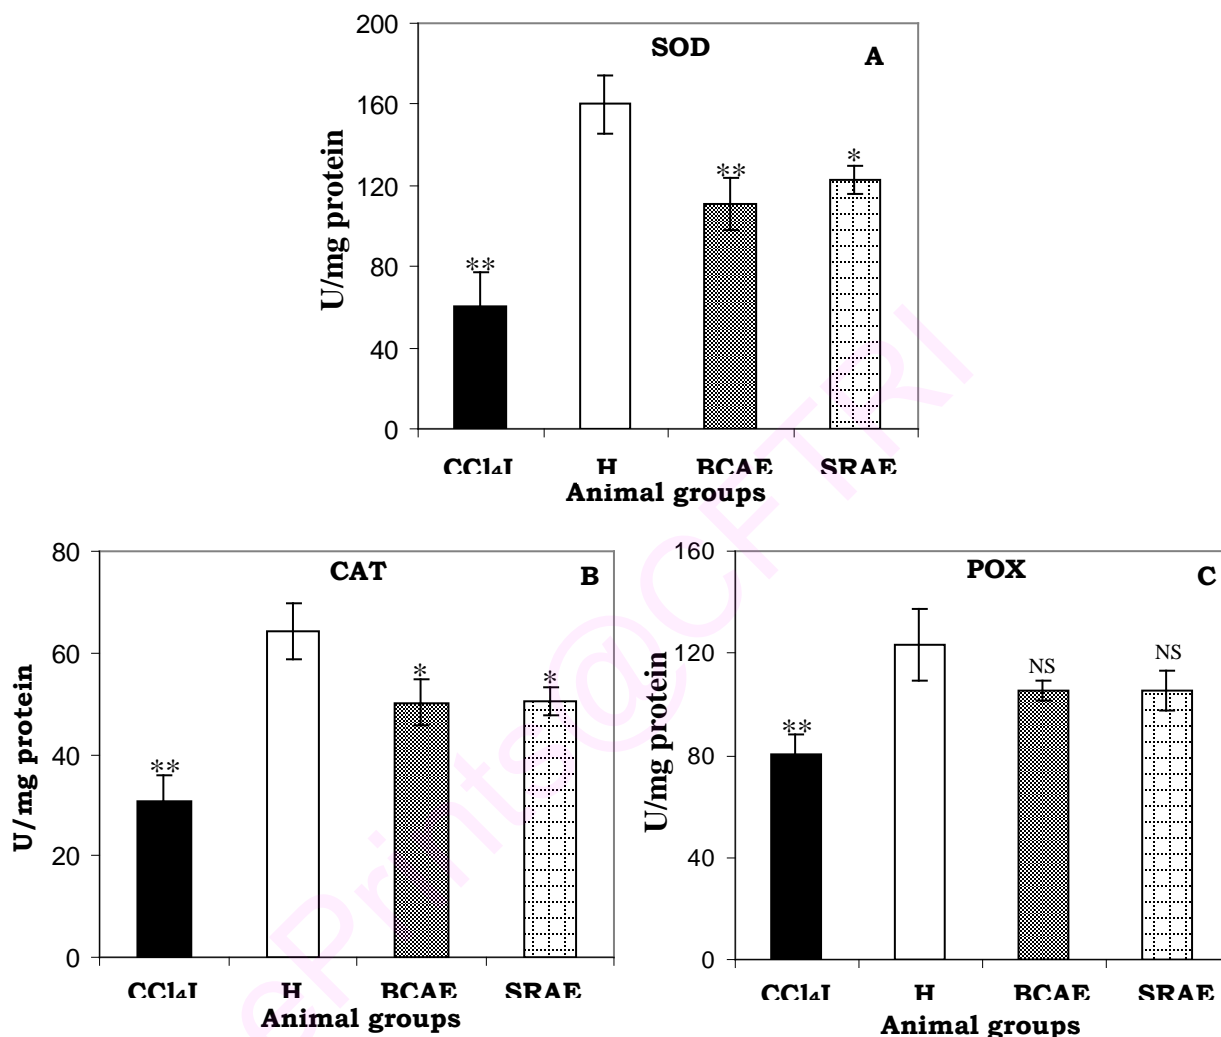 SOD
A
200
160
120
80
40
0
U/mg protein
**
**
*
CCl₄I H BCAE SRAE
Animal groups
CAT
B
80
60
40
20
0
U/mg protein
**
*
*
CCl₄I H BCAE SRAE
Animal groups
POX
C
160
120
80
40
0
U/mg protein
**
NS
NS
CCl₄I H BCAE SRAE
Animal groups
ePrints@CFTRI